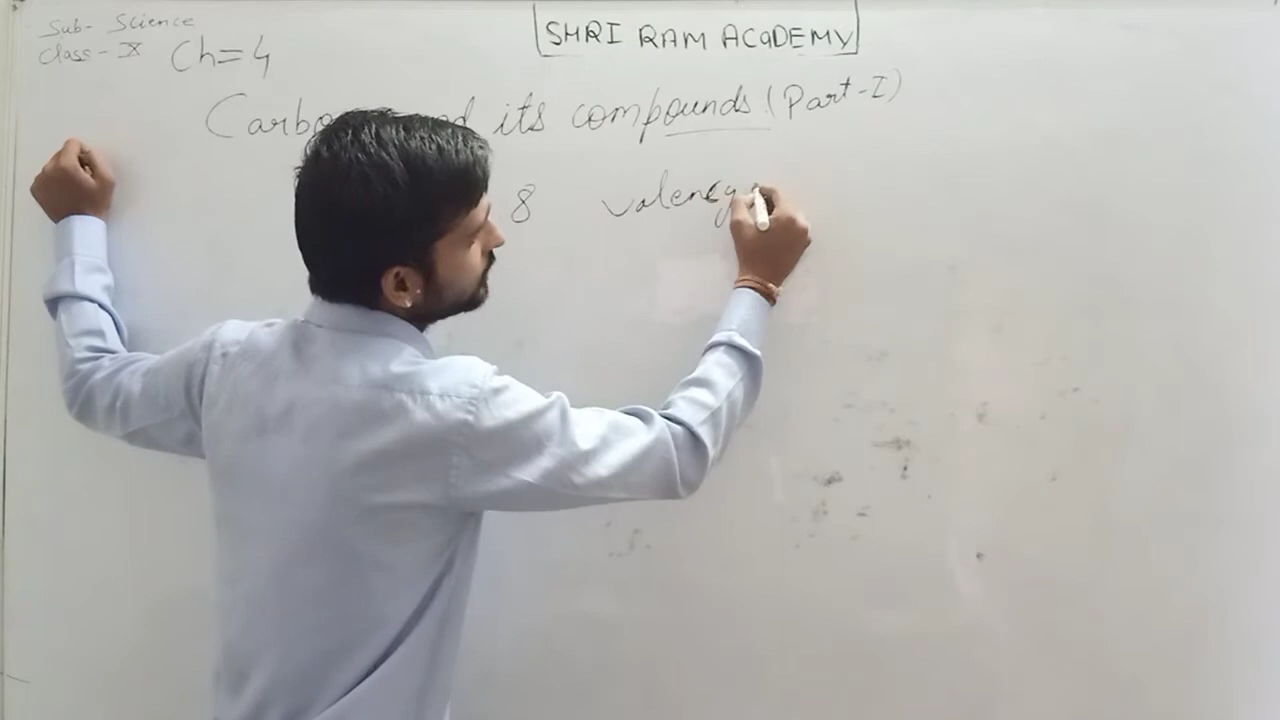 Sub- Science
Class- IX Ch=4
SHRI RAM ACADEMY
its compounds (Part-I)
8 valency